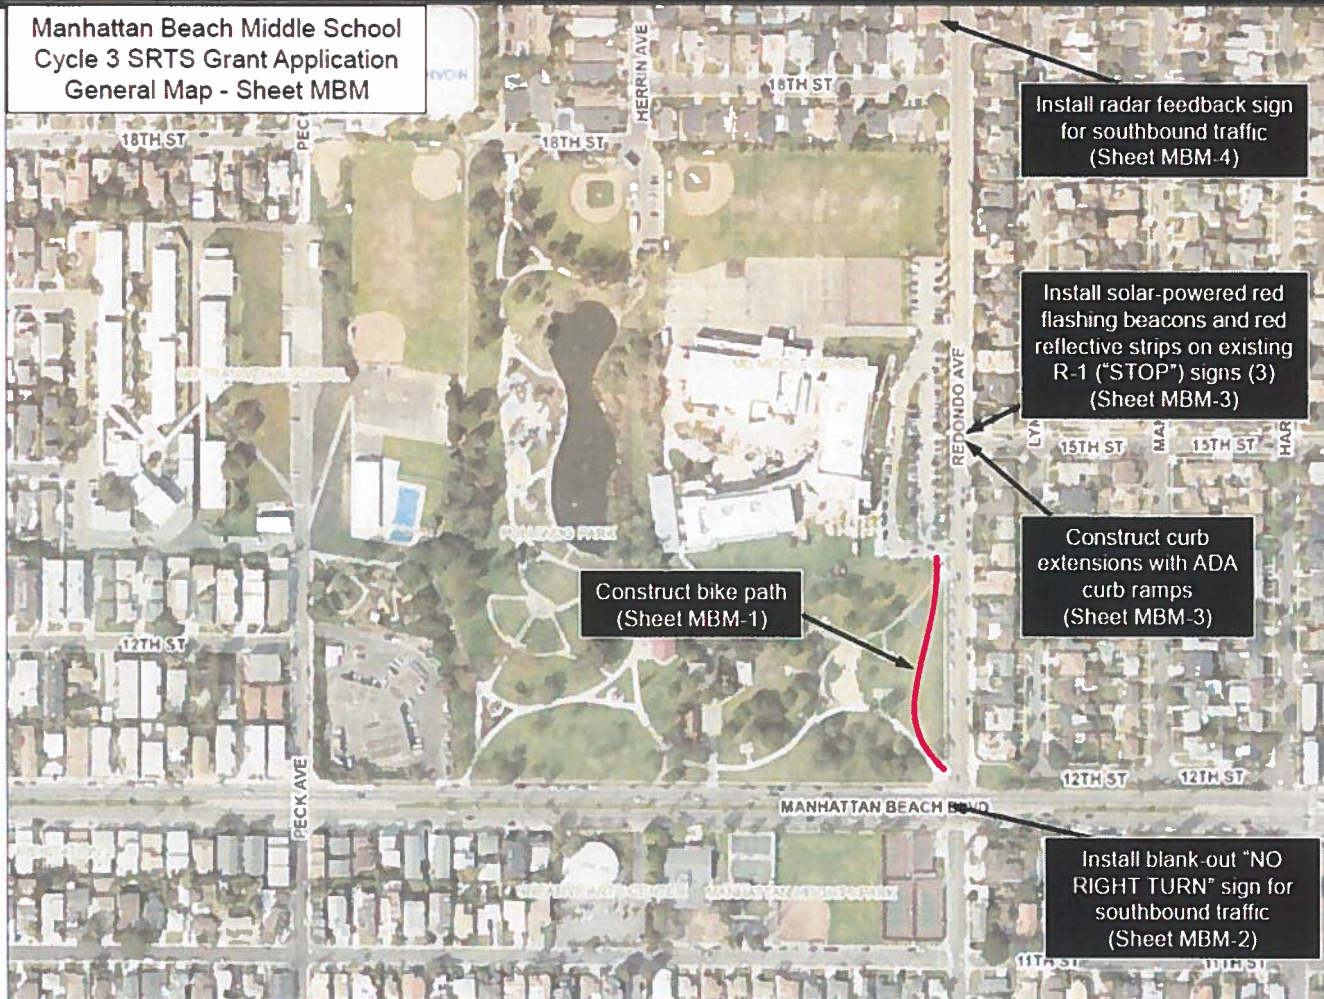 Manhattan Beach Middle School
Cycle 3 SRTS Grant Application
General Map - Sheet MBM
HERRIN AVE
18TH ST
18TH ST
18TH ST
Install radar feedback sign
for southbound traffic
(Sheet MBM-4)
Install solar-powered red
flashing beacons and red
reflective strips on existing
R-1 ("STOP") signs (3)
(Sheet MBM-3)
REDONDO AVE
15TH ST
15TH ST
Construct curb
extensions with ADA
curb ramps
(Sheet MBM-3)
Construct bike path
(Sheet MBM-1)
12TH ST
PECK AVE
12TH ST
12TH ST
MANHATTAN BEACH BLVD
Install blank-out "NO
RIGHT TURN" sign for
southbound traffic
(Sheet MBM-2)
11TH ST
11TH ST